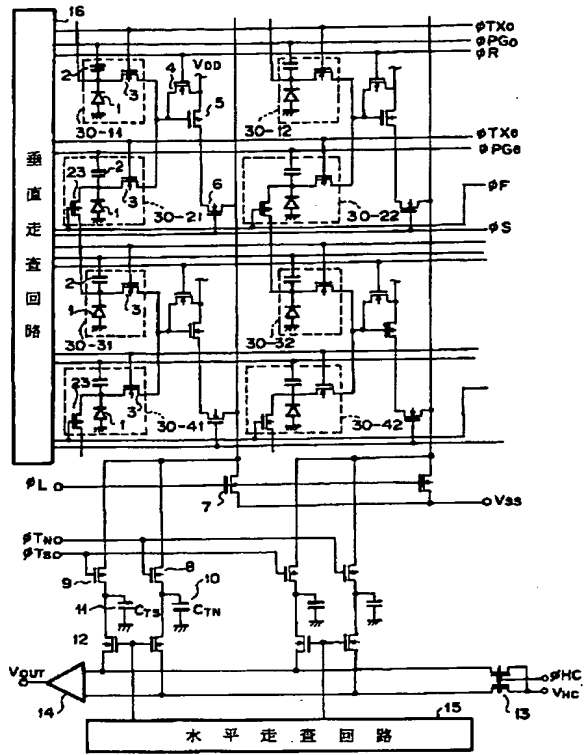 16
φTXo
φPGo
φR
2
3
4
VDD
5
1
30-11
30-12
φTXe
φPGe
23
2
6
φF
1
3
30-21
30-22
φS
2
1
3
30-31
30-32
23
1
3
30-41
30-42
垂直走査回路
φL
7
VSS
φTN
φTS
8
9
10
11
CTS
CTN
12
VOUT
14
φHC
VHC
13
15
水平走査回路